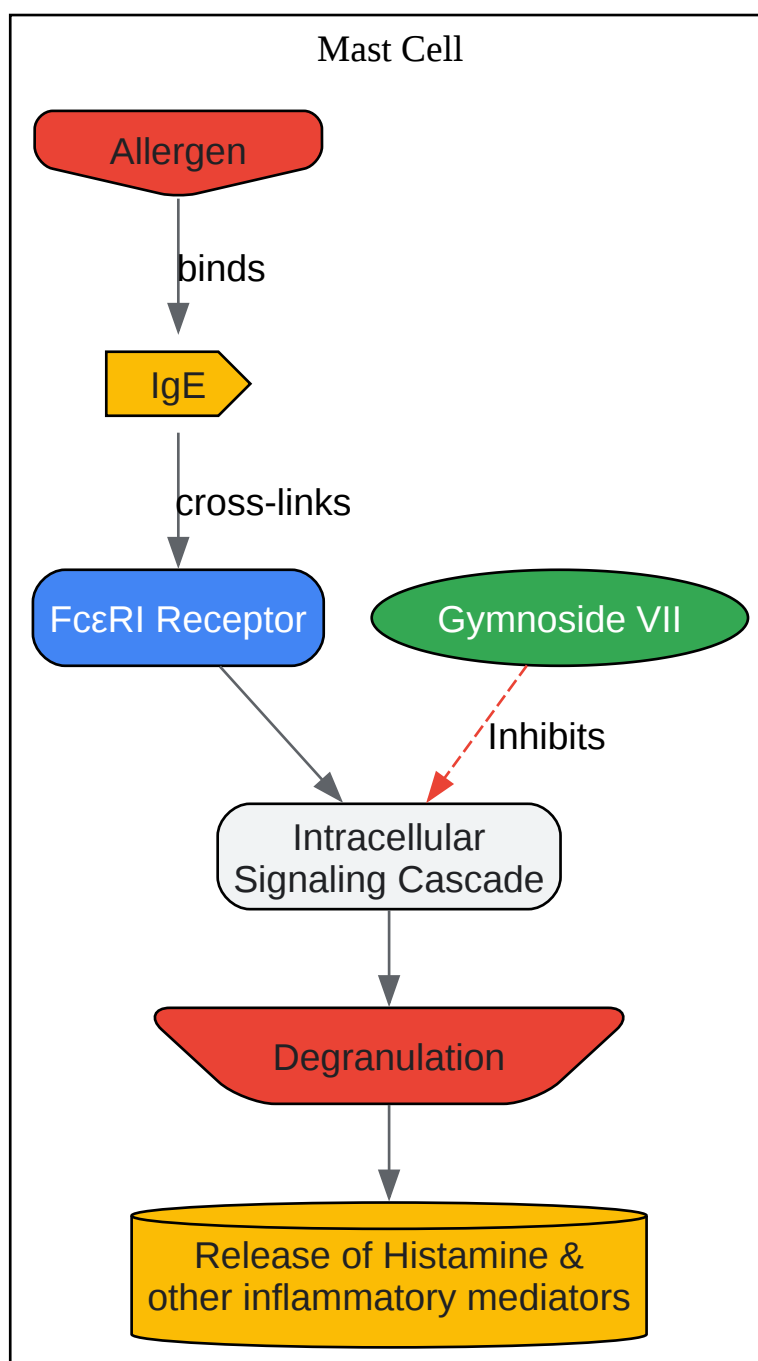 Mast Cell
Allergen
binds
IgE
cross-links
FcεRI Receptor
Gymnoside VII
Inhibits
Intracellular
Signaling Cascade
Degranulation
Release of Histamine &
other inflammatory mediators